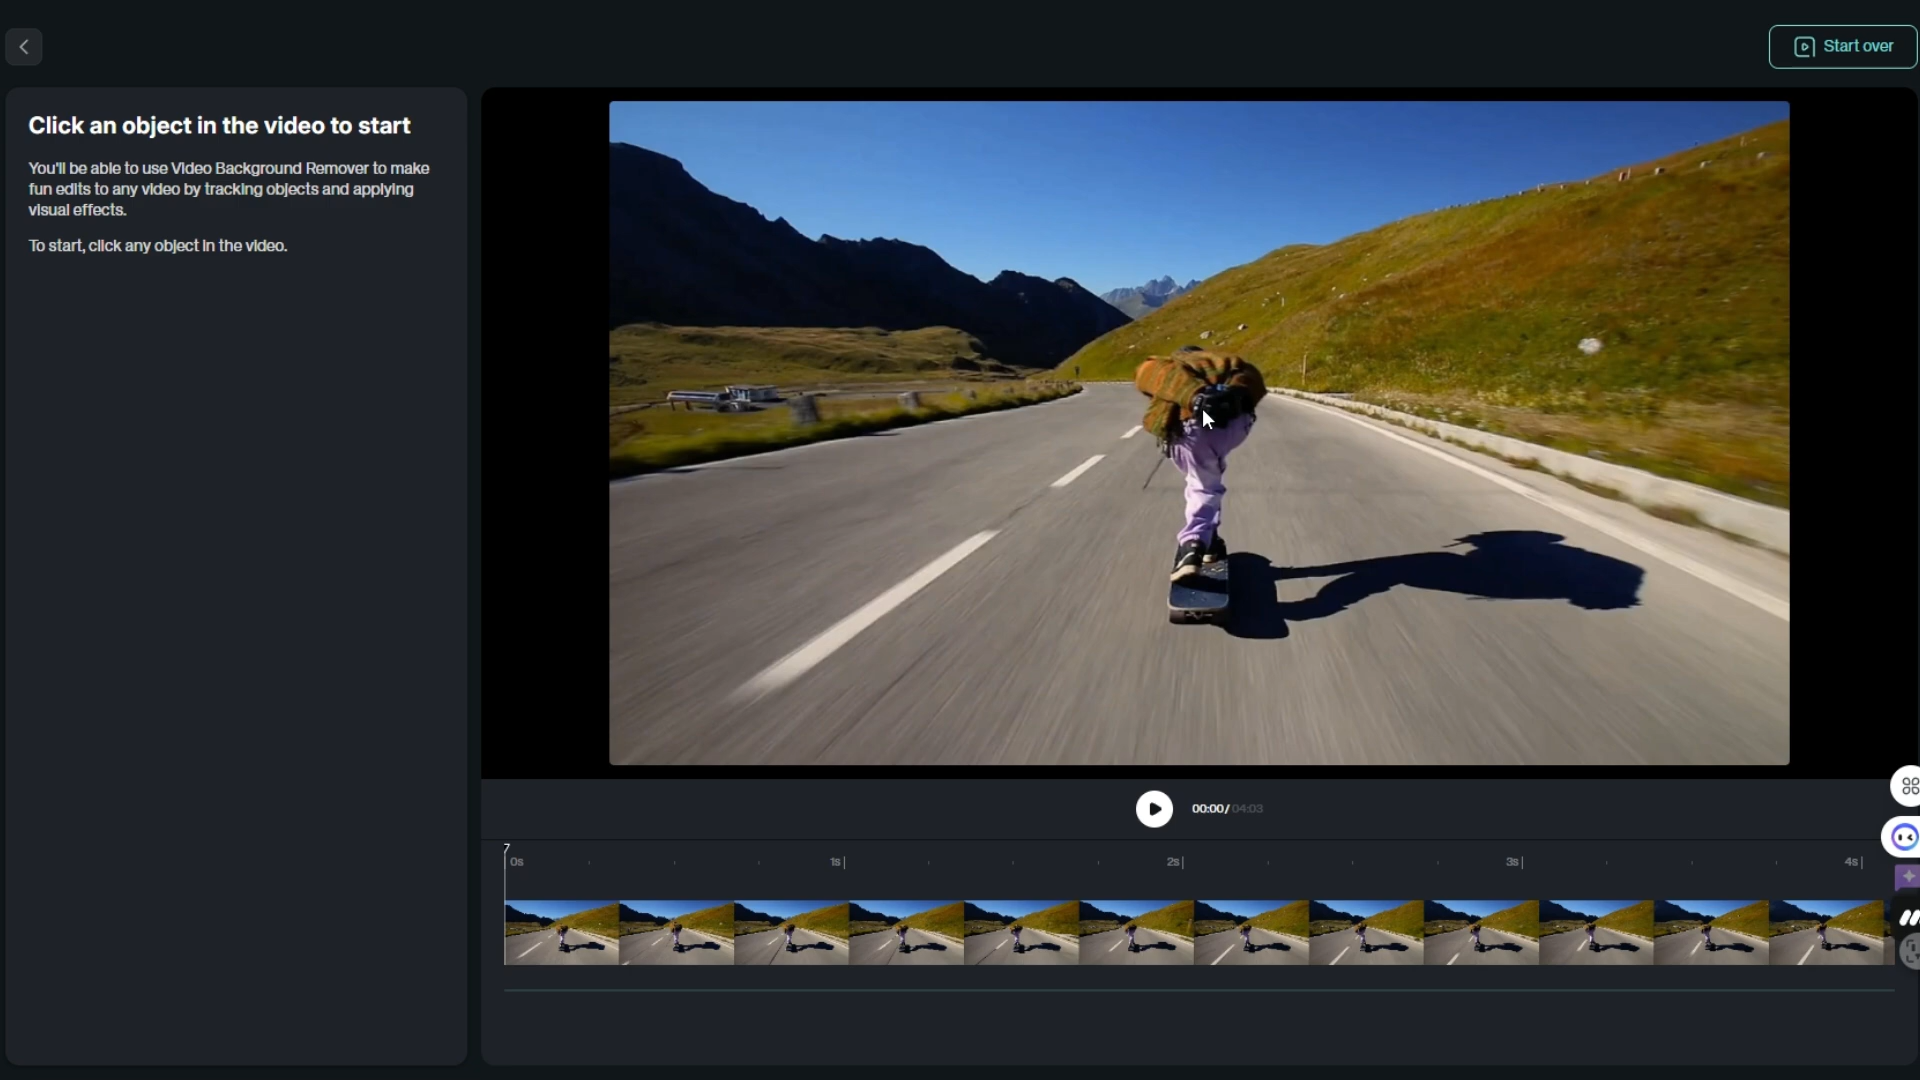 Start over
Click an object in the video to start
You'll be able to use Video Background Remover to make
fun edits to any video by tracking objects and applying
visual effects.
To start, click any object in the video.
00:00/ 04:03
7
0s 1s 2s 3s 4s